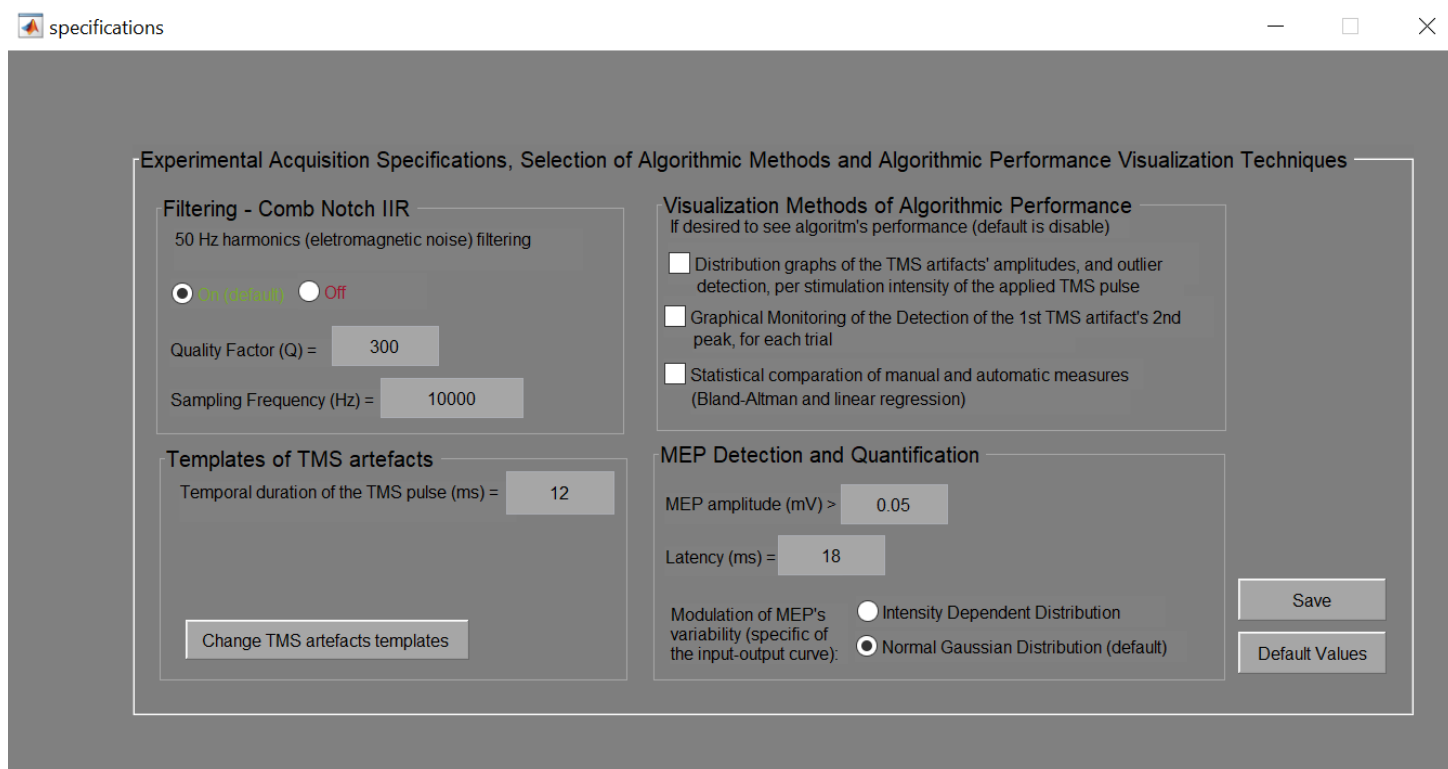 specifications
Experimental Acquisition Specifications, Selection of Algorithmic Methods and Algorithmic Performance Visualization Techniques
Filtering - Comb Notch IIR
50 Hz harmonics (eletromagnetic noise) filtering
On (default) Off
Quality Factor (Q) = 300
Sampling Frequency (Hz) = 10000
Visualization Methods of Algorithmic Performance
If desired to see algoritm's performance (default is disable)
Distribution graphs of the TMS artifacts' amplitudes, and outlier
detection, per stimulation intensity of the applied TMS pulse
Graphical Monitoring of the Detection of the 1st TMS artifact's 2nd
peak, for each trial
Statistical comparation of manual and automatic measures
(Bland-Altman and linear regression)
Templates of TMS artefacts
Temporal duration of the TMS pulse (ms) = 12
Change TMS artefacts templates
MEP Detection and Quantification
MEP amplitude (mV) > 0.05
Latency (ms) = 18
Modulation of MEP's
variability (specific of
the input-output curve):
Intensity Dependent Distribution
Normal Gaussian Distribution (default)
Save
Default Values